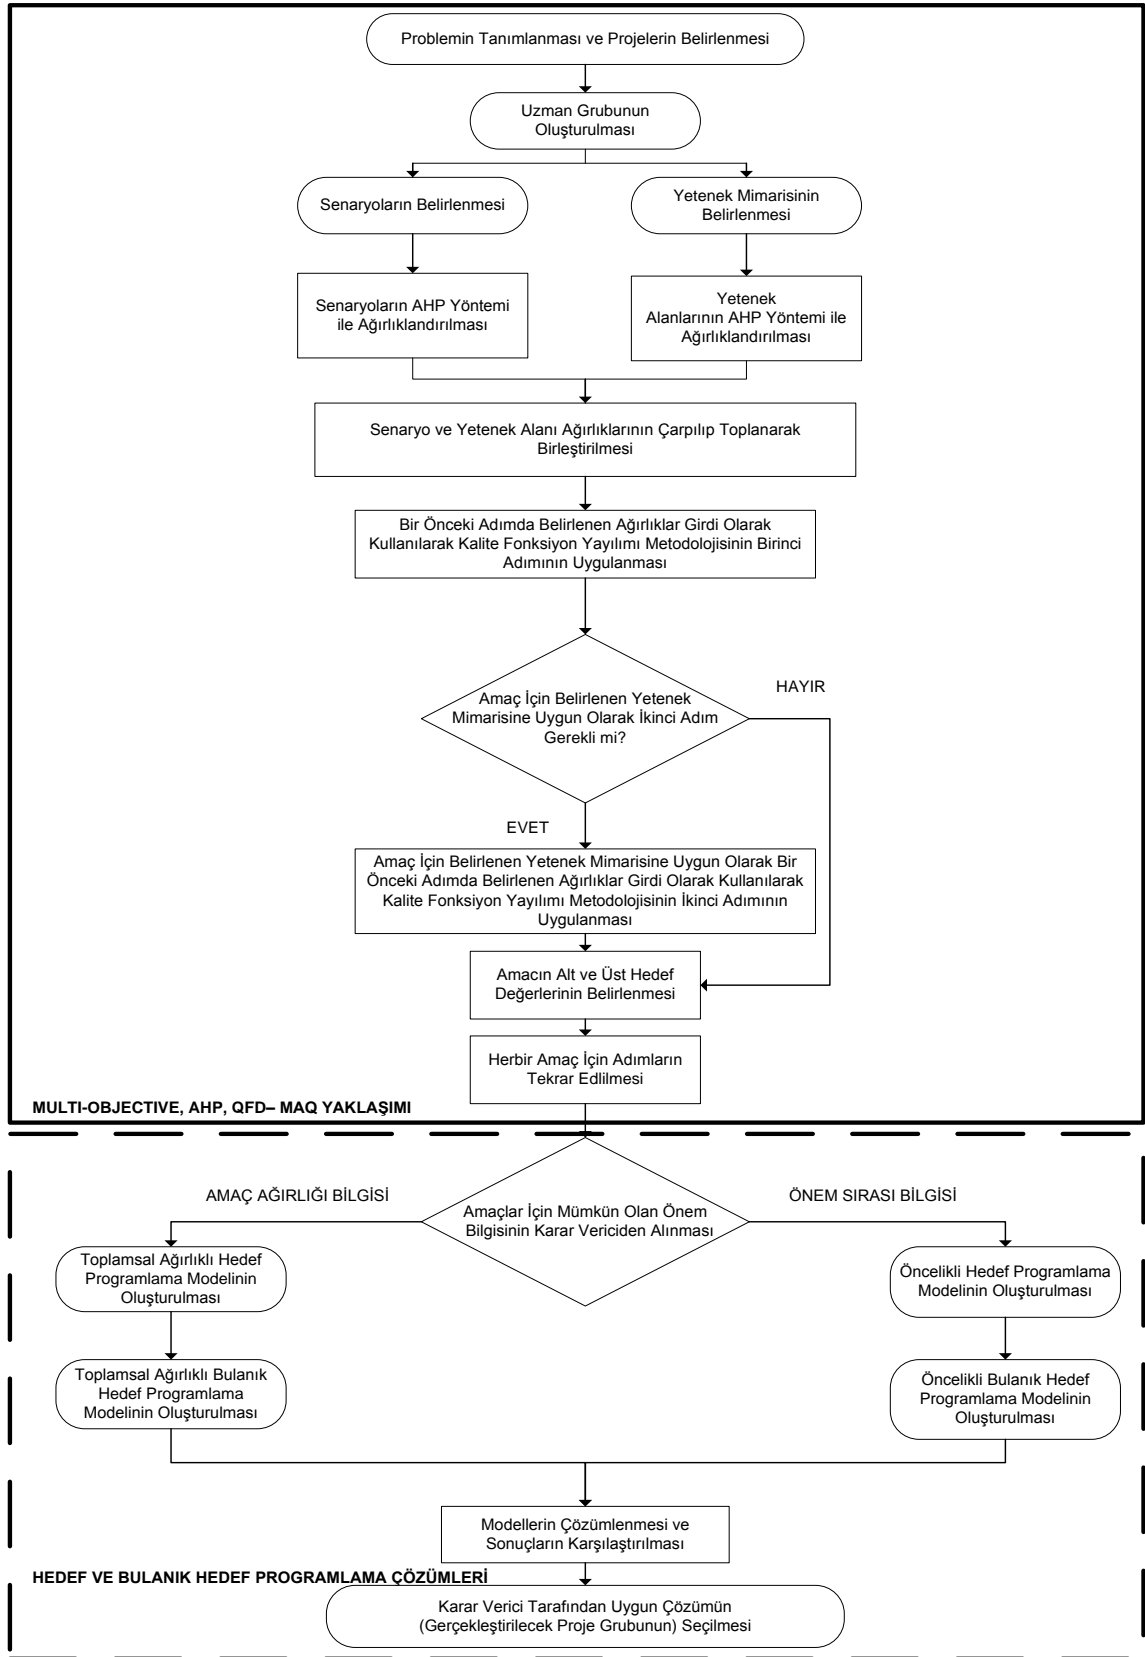 Problemin Tanımlanması ve Projelerin Belirlenmesi
Uzman Grubunun
Oluşturulması
Senaryoların Belirlenmesi
Yetenek Mimarisinin
Belirlenmesi
Senaryoların AHP Yöntemi
ile Ağırlıklandırılması
Yetenek
Alanlarının AHP Yöntemi ile
Ağırlıklandırılması
Senaryo ve Yetenek Alanı Ağırlıklarının Çarpılıp Toplanarak
Birleştirilmesi
Bir Önceki Adımda Belirlenen Ağırlıklar Girdi Olarak
Kullanılarak Kalite Fonksiyon Yayılımı Metodolojisinin Birinci
Adımının Uygulanması
Amaç İçin Belirlenen Yetenek
Mimarisine Uygun Olarak İkinci Adım
Gerekli mi?
HAYIR
EVET
Amaç İçin Belirlenen Yetenek Mimarisine Uygun Olarak Bir
Önceki Adımda Belirlenen Ağırlıklar Girdi Olarak Kullanılarak
Kalite Fonksiyon Yayılımı Metodolojisinin İkinci Adımının
Uygulanması
Amacın Alt ve Üst Hedef
Değerlerinin Belirlenmesi
Herbir Amaç İçin Adımların
Tekrar Edlilmesi
MULTI-OBJECTIVE, AHP, QFD– MAQ YAKLAŞIMI
Amaçlar İçin Mümkün Olan Önem
Bilgisinin Karar Vericiden Alınması
AMAÇ AĞIRLIĞI BİLGİSİ
ÖNEM SIRASI BİLGİSİ
Toplamsal Ağırlıklı Hedef
Programlama Modelinin
Oluşturulması
Öncelikli Hedef Programlama
Modelinin Oluşturulması
Toplamsal Ağırlıklı Bulanık
Hedef Programlama
Modelinin Oluşturulması
Öncelikli Bulanık Hedef
Programlama Modelinin
Oluşturulması
Modellerin Çözümlenmesi ve
Sonuçların Karşılaştırılması
HEDEF VE BULANIK HEDEF PROGRAMLAMA ÇÖZÜMLERİ
Karar Verici Tarafından Uygun Çözümün
(Gerçekleştirilecek Proje Grubunun) Seçilmesi